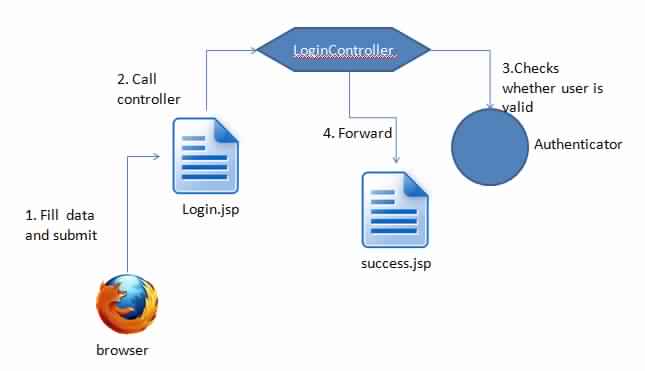 LoginController
2. Call
controller
3.Checks
whether user is
valid
4. Forward
Authenticator
Login.jsp
1. Fill data
and submit
success.jsp
browser